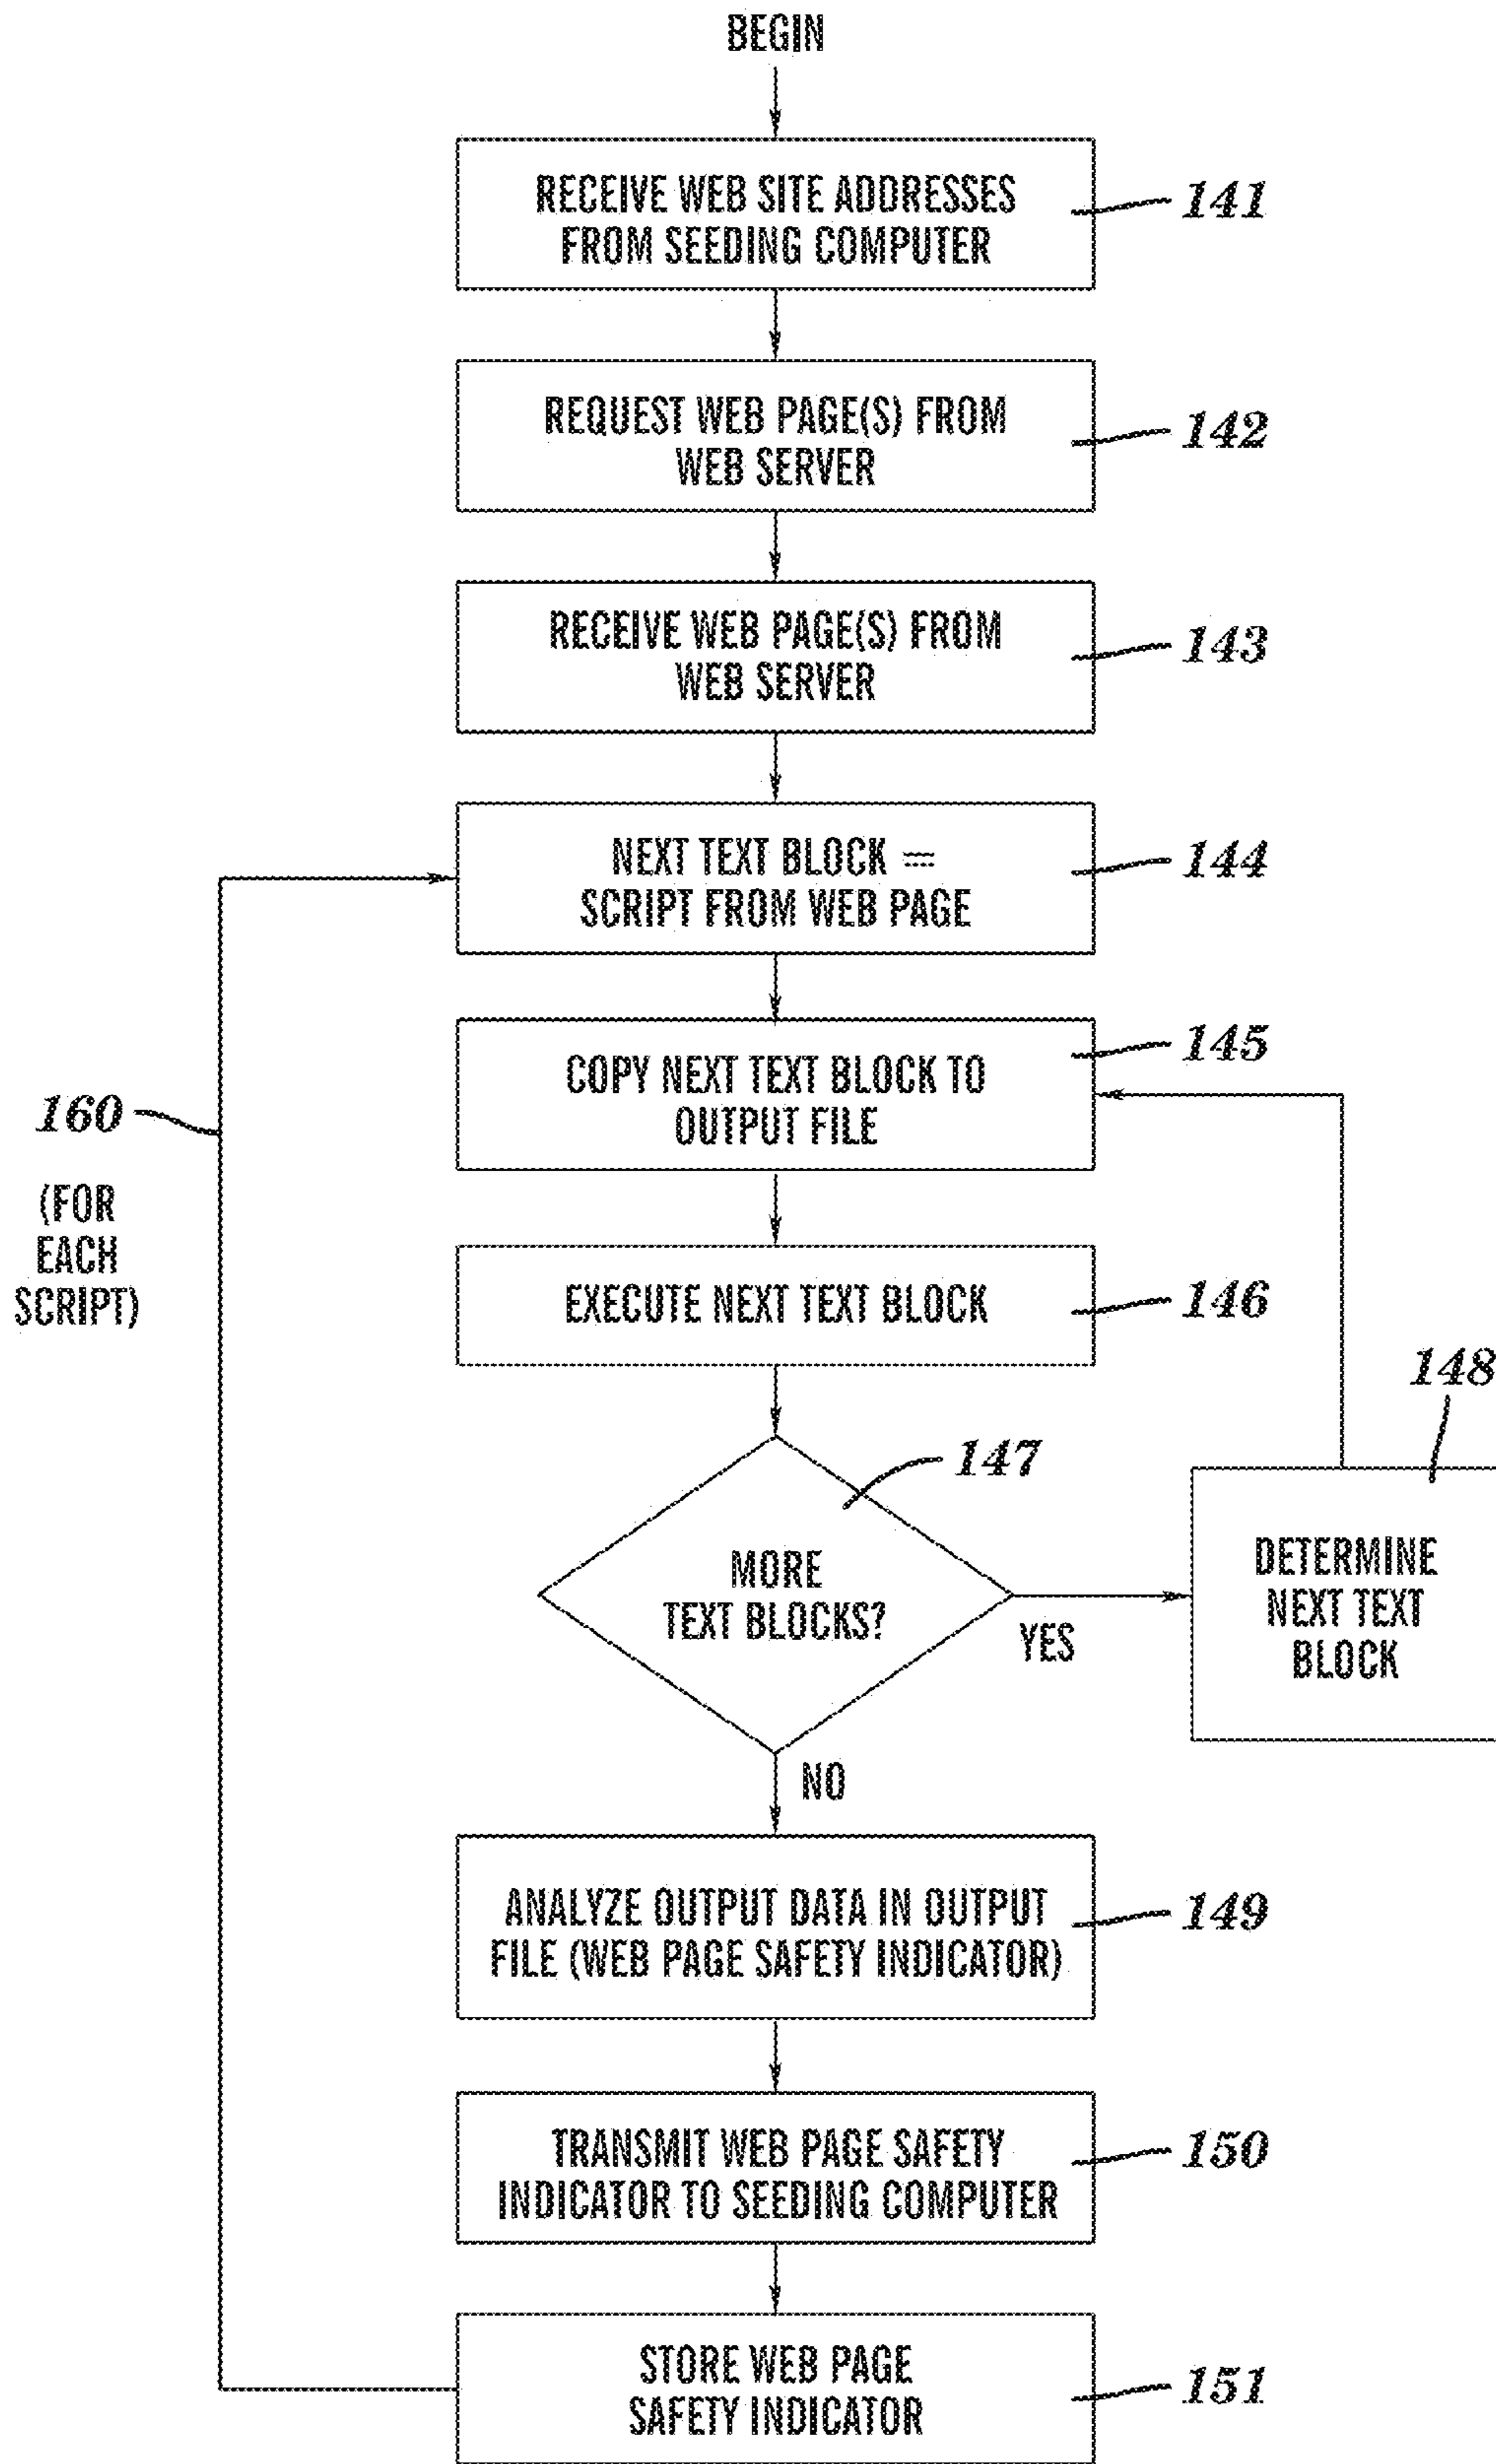 BEGIN
RECEIVE WEB SITE ADDRESSES
FROM SEEDING COMPUTER
141
REQUEST WEB PAGE(S) FROM
WEB SERVER
142
RECEIVE WEB PAGE(S) FROM
WEB SERVER
143
NEXT TEXT BLOCK =
SCRIPT FROM WEB PAGE
144
COPY NEXT TEXT BLOCK TO
OUTPUT FILE
145
160
(FOR
EACH
SCRIPT)
EXECUTE NEXT TEXT BLOCK
146
MORE
TEXT BLOCKS?
147
YES
148
DETERMINE
NEXT TEXT
BLOCK
NO
ANALYZE OUTPUT DATA IN OUTPUT
FILE (WEB PAGE SAFETY INDICATOR)
149
TRANSMIT WEB PAGE SAFETY
INDICATOR TO SEEDING COMPUTER
150
STORE WEB PAGE
SAFETY INDICATOR
151